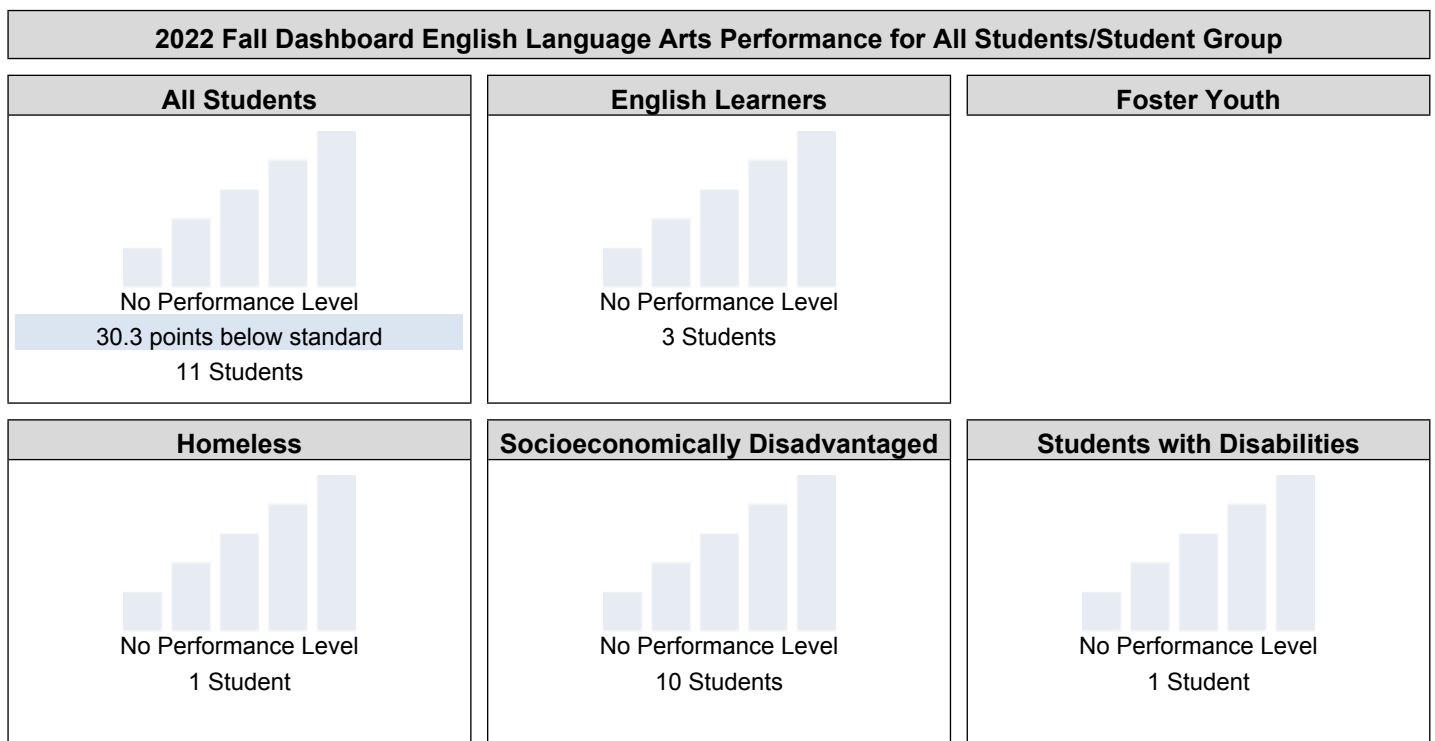 2022 Fall Dashboard English Language Arts Performance for All Students/Student Group
All Students
No Performance Level
30.3 points below standard
11 Students
English Learners
No Performance Level
3 Students
Foster Youth
Homeless
No Performance Level
1 Student
Socioeconomically Disadvantaged
No Performance Level
10 Students
Students with Disabilities
No Performance Level
1 Student